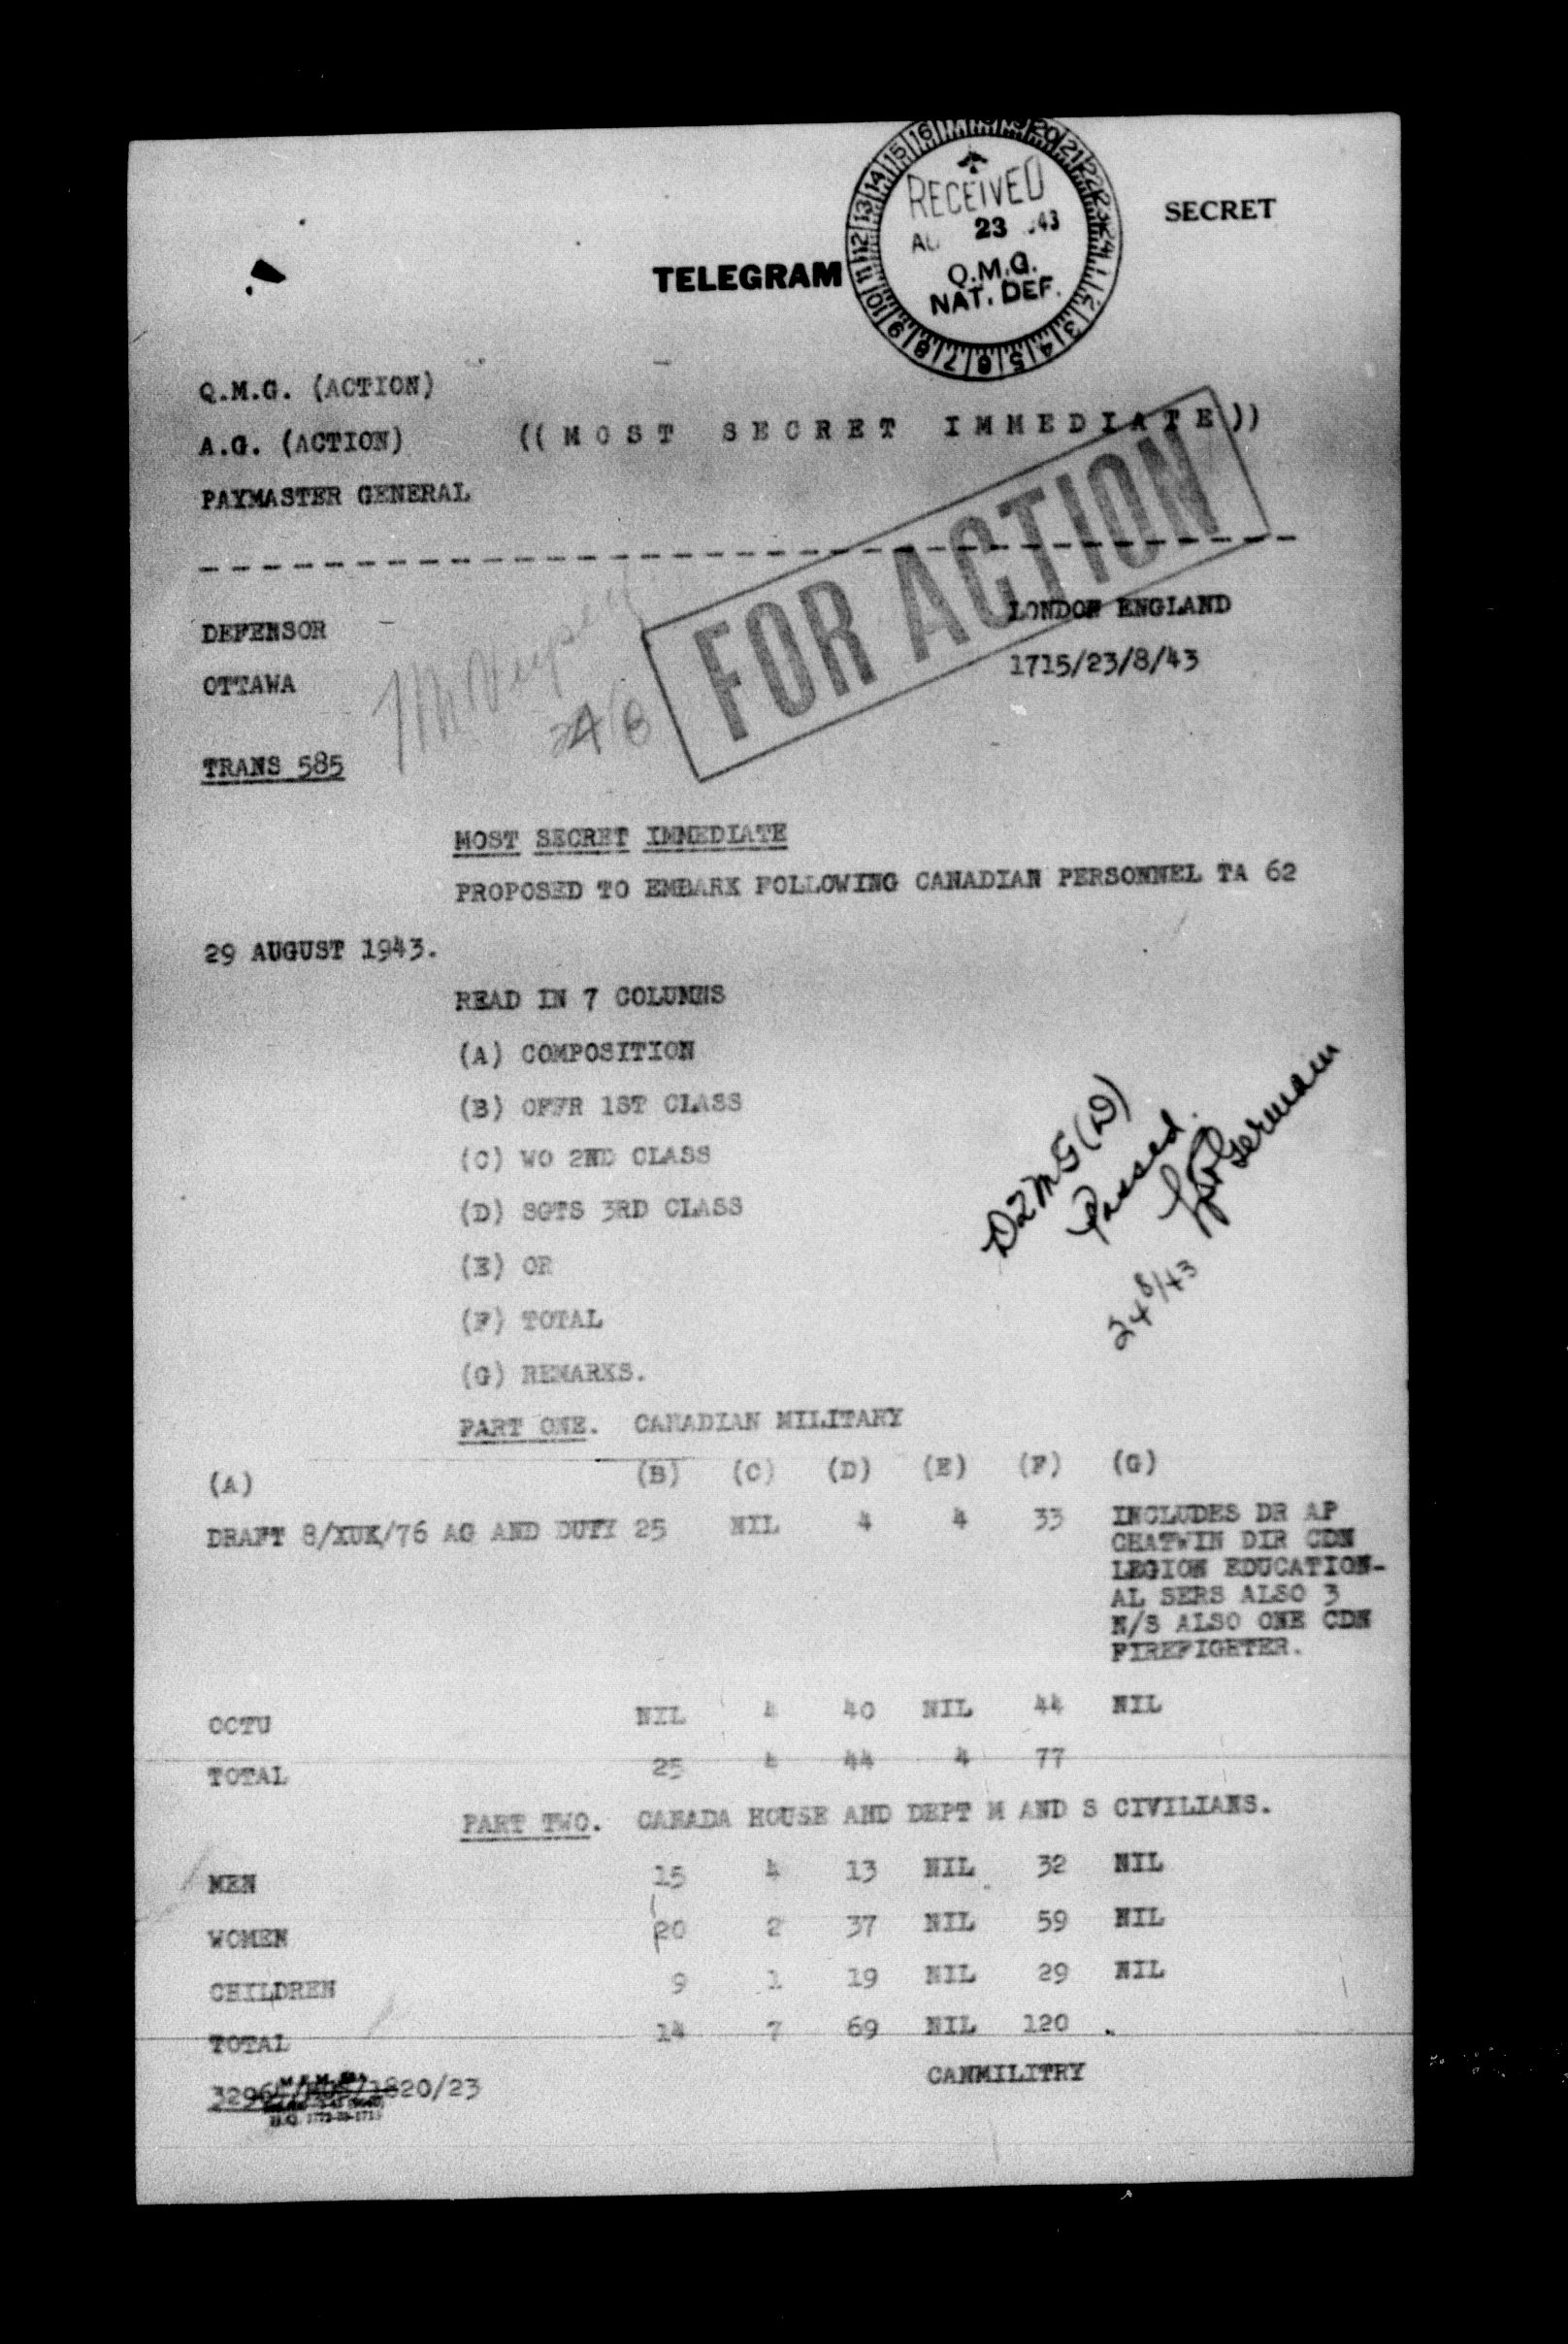 SECRET
TELEGRAM
RECEIVED
23 43
Q.M.G.
NAT. DEF.
Q.M.G. (ACTION)
A.G. (ACTION) ((MOST SECRET IMMEDIATE))
PAYMASTER GENERAL
FOR ACTION
DEFENSOR LONDON ENGLAND
OTTAWA 1715/23/8/43
TRANS 585
MOST SECRET IMMEDIATE
PROPOSED TO EMBARK FOLLOWING CANADIAN PERSONNEL TA 62
29 AUGUST 1943.
READ IN 7 COLUMNS
(A) COMPOSITION
(B) OFFR 1ST CLASS
(C) WO 2ND CLASS
(D) SGTS 3RD CLASS
(E) OR
(F) TOTAL
(G) REMARKS.
DQMG(D)
Passed.
Germain
24 8/43
PART ONE. CANADIAN MILITARY
(A) (B) (C) (D) (E) (F) (G)
DRAFT 8/XUK/76 AG AND DUTY 25 NIL 4 4 33 INCLUDES DR AP
CHATWIN DIR CDN
LEGION EDUCATION-
AL SERS ALSO 3
N/S ALSO ONE CDN
FIREFIGHTER.
OCTU NIL 4 40 NIL 44 NIL
TOTAL 25 4 44 4 77
PART TWO. CANADA HOUSE AND DEPT M AND S CIVILIANS.
MEN 15 4 13 NIL 32 NIL
WOMEN 20 2 37 NIL 59 NIL
CHILDREN 9 1 19 NIL 29 NIL
TOTAL 14 7 69 NIL 120 .
CANMILITRY
1820/23